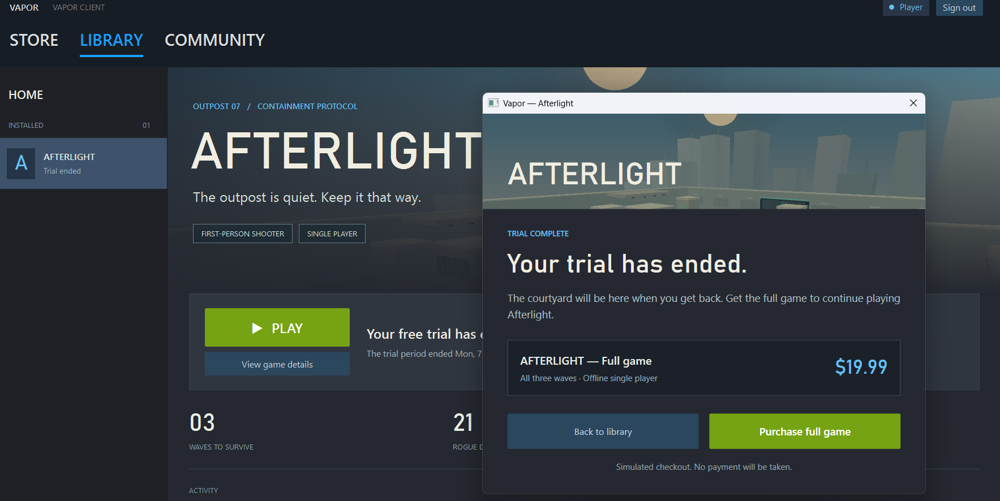 VAPOR VAPOR CLIENT
Player Sign out
STORE LIBRARY COMMUNITY
HOME
INSTALLED 01
A
AFTERLIGHT
Trial ended
OUTPOST 07 / CONTAINMENT PROTOCOL
AFTERLIGHT
The outpost is quiet. Keep it that way.
FIRST-PERSON SHOOTER SINGLE PLAYER
PLAY
View game details
Your free trial has
The trial period ended Mon, 7
03
WAVES TO SURVIVE
21
ROGUE
ACTIVITY
Vapor — Afterlight
AFTERLIGHT
TRIAL COMPLETE
Your trial has ended.
The courtyard will be here when you get back. Get the full game to continue playing
Afterlight.
AFTERLIGHT — Full game
All three waves · Offline single player
$19.99
Back to library Purchase full game
Simulated checkout. No payment will be taken.